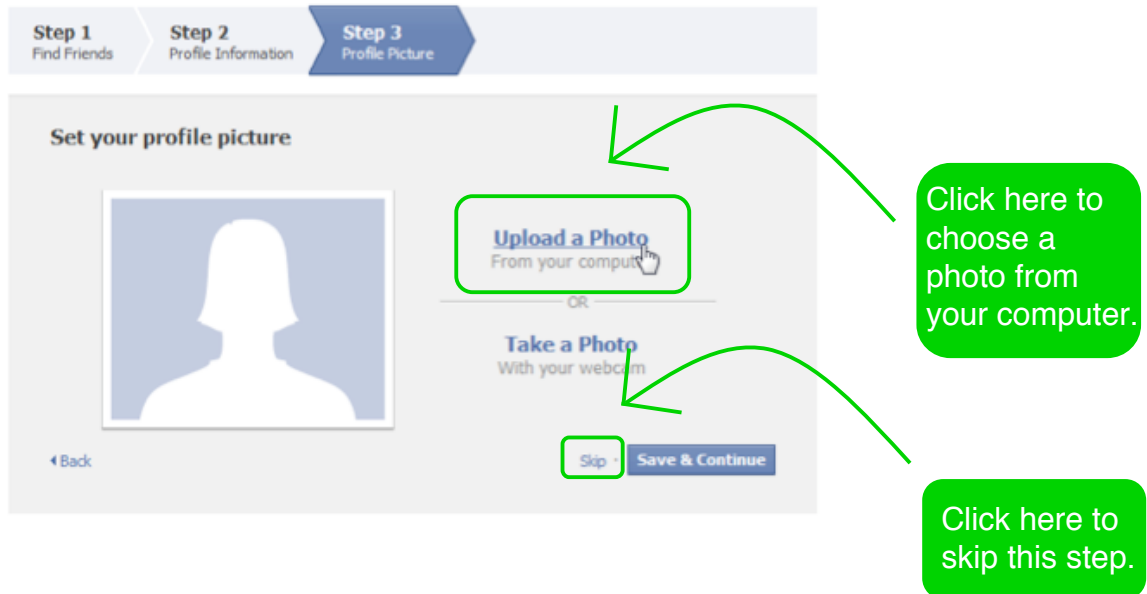 Step 1
Find Friends
Step 2
Profile Information
Step 3
Profile Picture
Set your profile picture
Upload a Photo
From your computer
OR
Take a Photo
With your webcam
Back
Skip ·
Save & Continue
Click here to
choose a
photo from
your computer.
Click here to
skip this step.